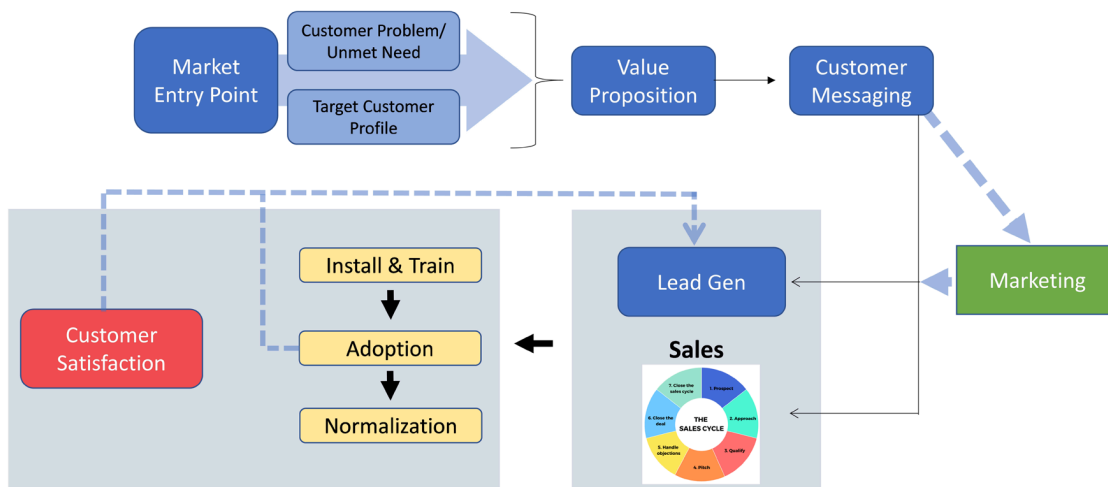 Market
Entry Point
Customer Problem/
Unmet Need
Target Customer
Profile
Value
Proposition
Customer
Messaging
Install & Train
Adoption
Normalization
Customer
Satisfaction
Lead Gen
Marketing
Sales
THE
SALES CYCLE
1. Prospect
2. Approach
3. Qualify
4. Pitch
5. Handle
objections
6. Close the
deal
7. Close the
sales cycle